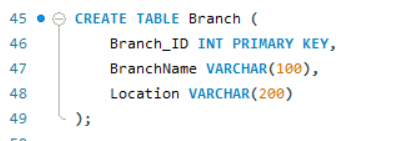 45 CREATE TABLE Branch (
46 Branch_ID INT PRIMARY KEY,
47 BranchName VARCHAR(100),
48 Location VARCHAR(200)
49 );